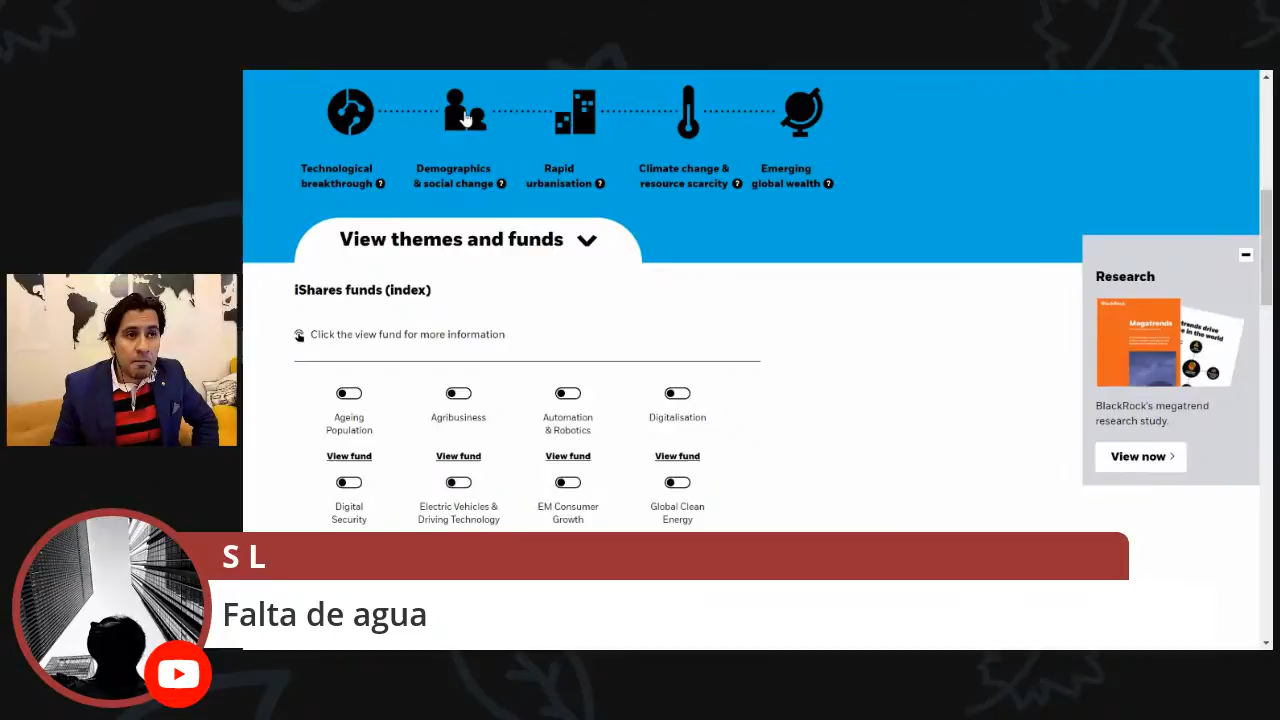 Technological
breakthrough ?
Demographics
& social change ?
Rapid
urbanisation ?
Climate change &
resource scarcity ?
Emerging
global wealth ?
View themes and funds
iShares funds (index)
Click the view fund for more information
Ageing
Population
View fund
Agribusiness
View fund
Automation
& Robotics
View fund
Digitalisation
View fund
Digital
Security
Electric Vehicles &
Driving Technology
EM Consumer
Growth
Global Clean
Energy
Research
BlackRock
Megatrends
BlackRock's megatrend
research study.
View now
S L
Falta de agua